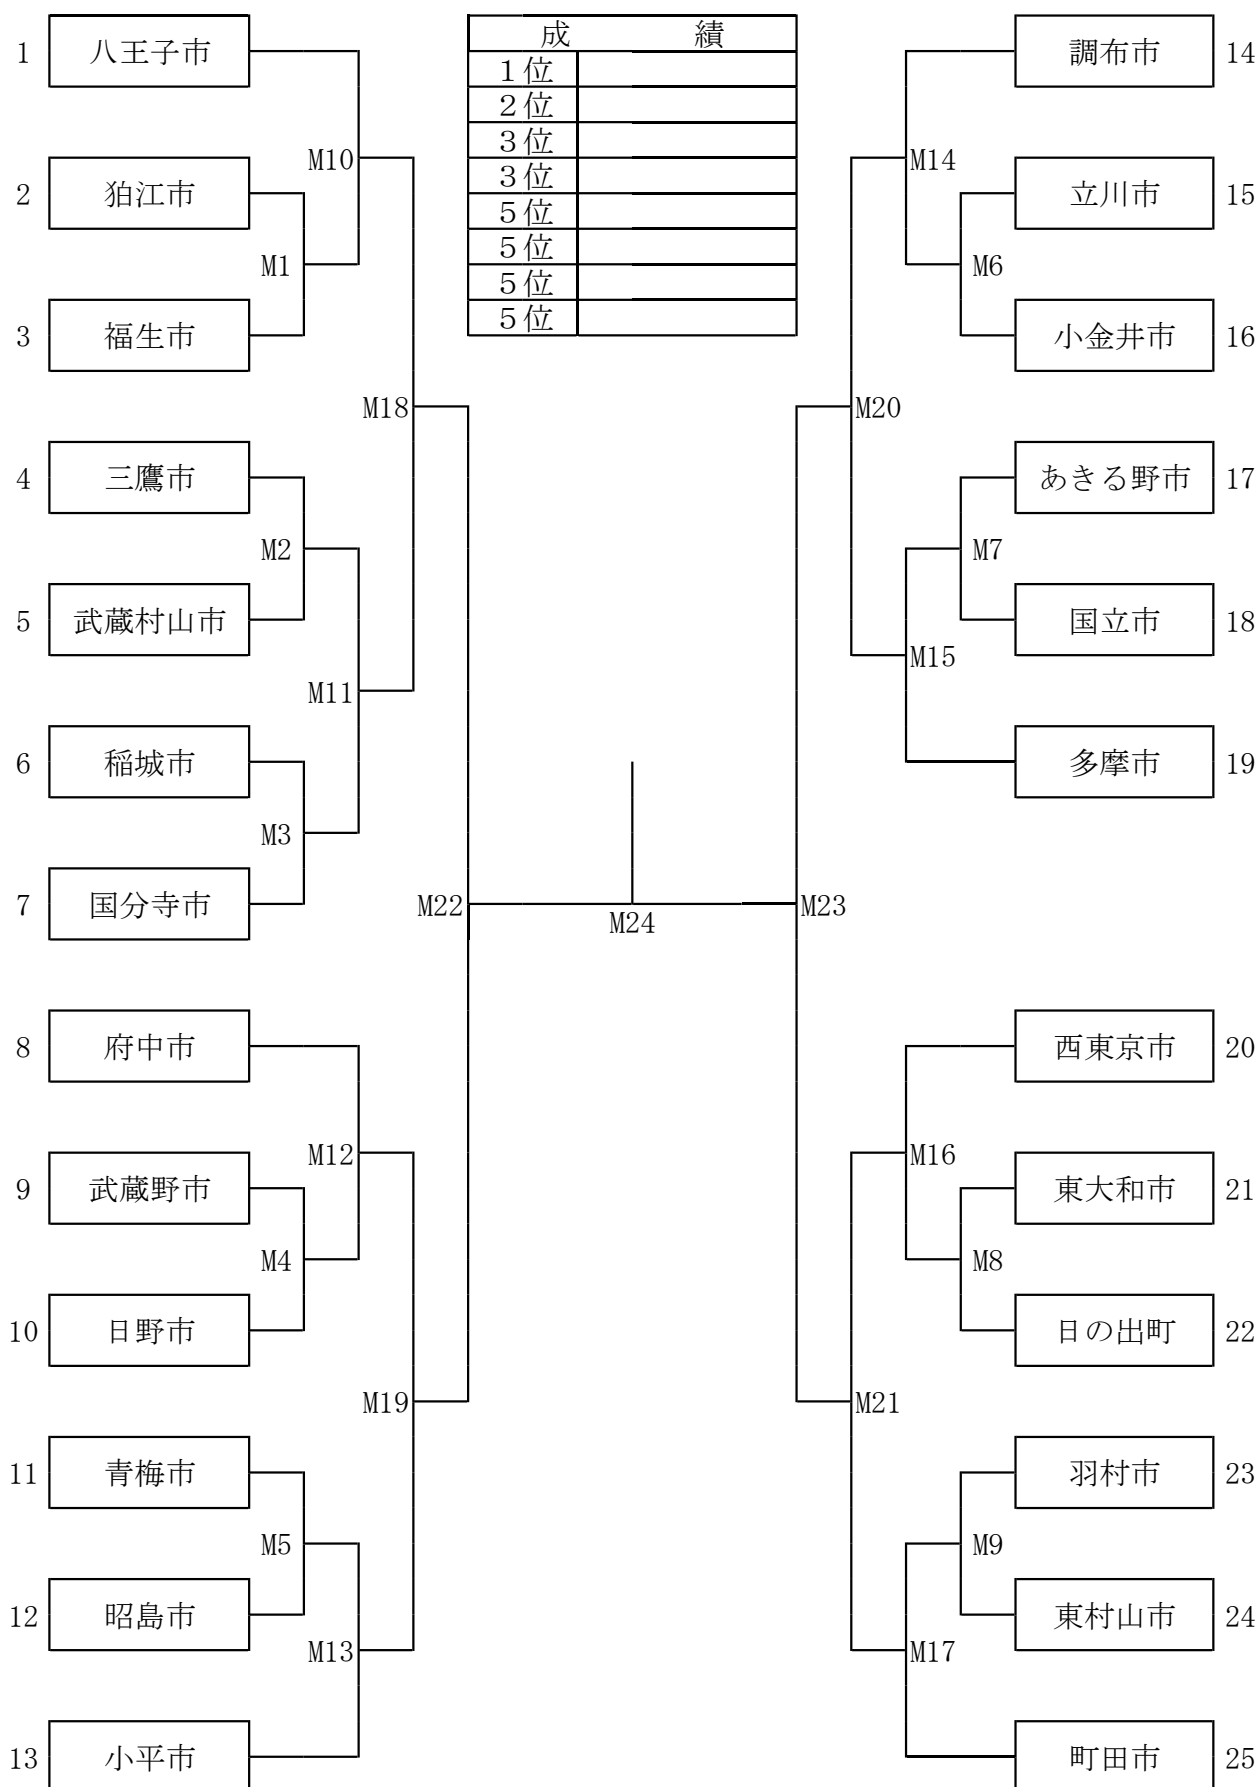 成 績
1位
2位
3位
3位
5位
5位
5位
5位
1 八王子市
M10
2 狛江市
M1
3 福生市
M18
4 三鷹市
M2
5 武蔵村山市
M11
6 稲城市
M3
7 国分寺市
M22
M24
M23
8 府中市
M12
9 武蔵野市
M4
10 日野市
M19
11 青梅市
M5
12 昭島市
M13
13 小平市
調布市 14
M14
立川市 15
M6
小金井市 16
M20
あきる野市 17
M7
国立市 18
M15
多摩市 19
西東京市 20
M16
東大和市 21
M8
日の出町 22
M21
羽村市 23
M9
東村山市 24
M17
町田市 25